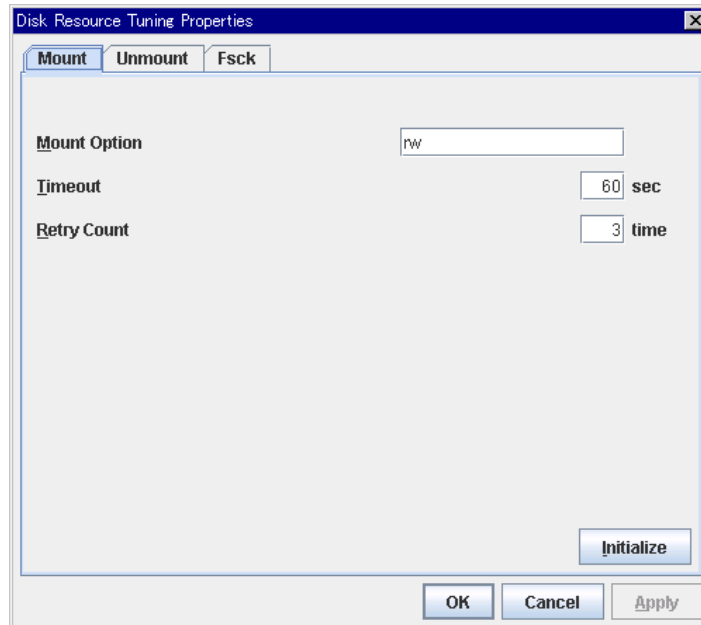 Disk Resource Tuning Properties
Mount Unmount Fsck
Mount Option rw
Timeout 60 sec
Retry Count 3 time
Initialize
OK Cancel Apply